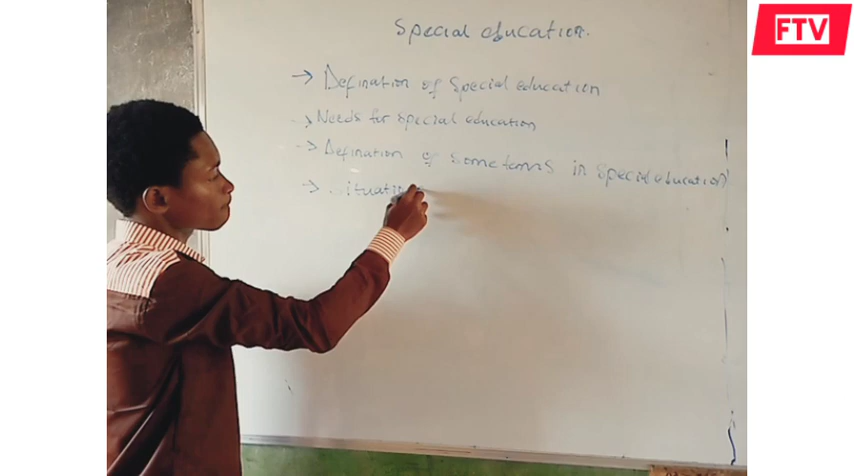 FTV
Special education.
→ Defination of Special education
→ Needs for special education
→ Defination of Some terms in special education
→ Situation